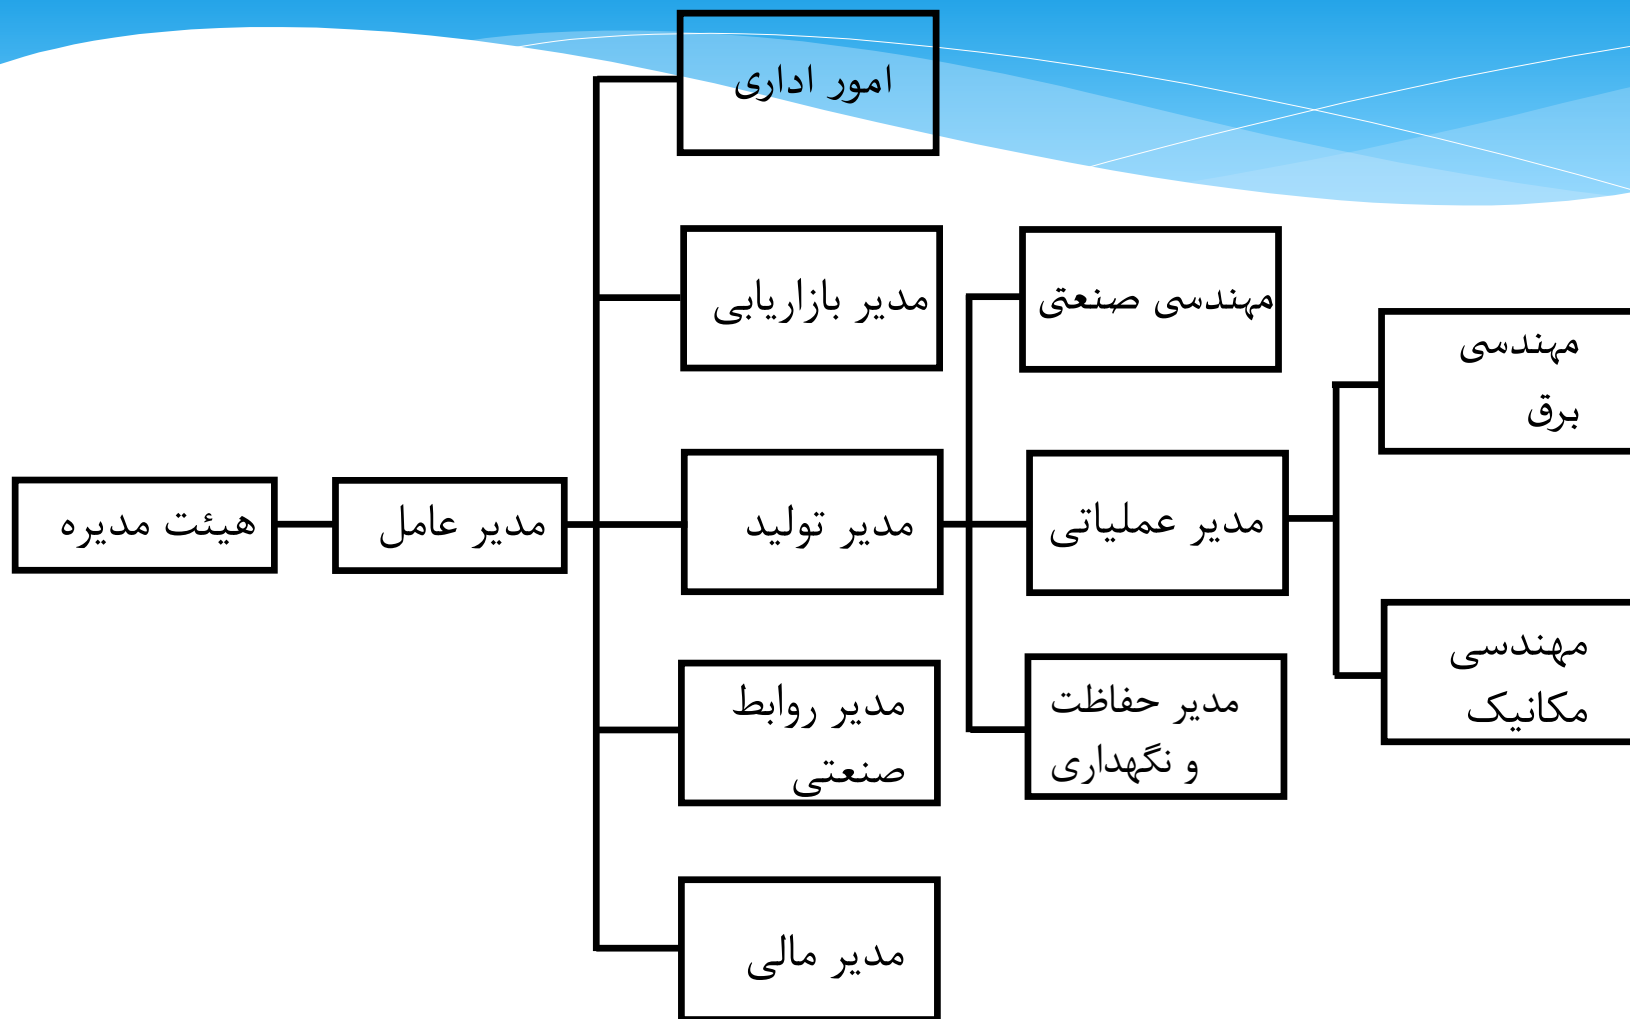 امور اداری
مدیر بازاریابی
مهندسی صنعتی
مهندسی
برق
هیئت مدیره
مدیر عامل
مدیر تولید
مدیر عملیاتی
مهندسی
مکانیک
مدیر روابط
صنعتی
مدیر حفاظت
و نگهداری
مدیر مالی